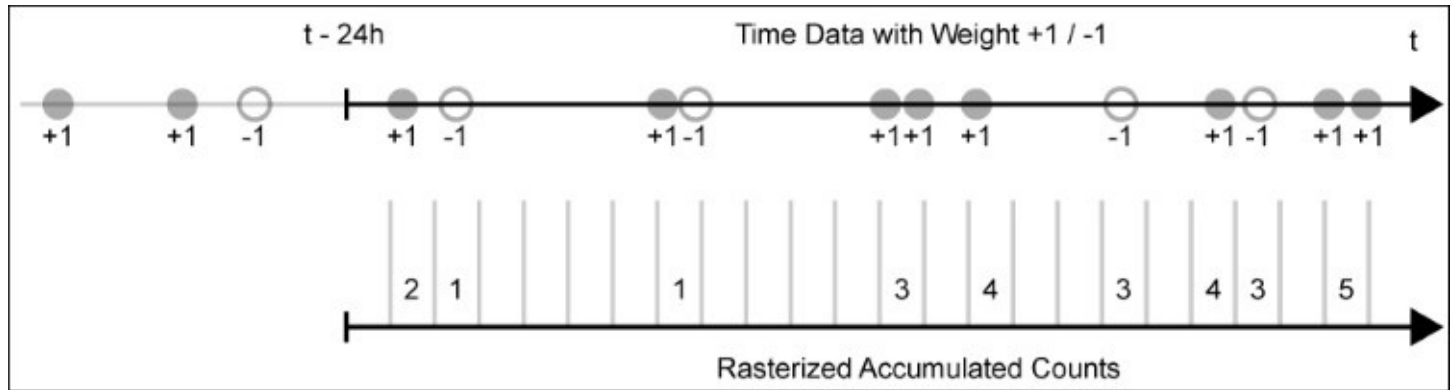 t - 24h Time Data with Weight +1 / -1 t
+1 +1 -1 +1 -1 +1 -1 +1 +1 +1 -1 +1 -1 +1 +1
2 1 1 3 4 3 4 3 5
Rasterized Accumulated Counts